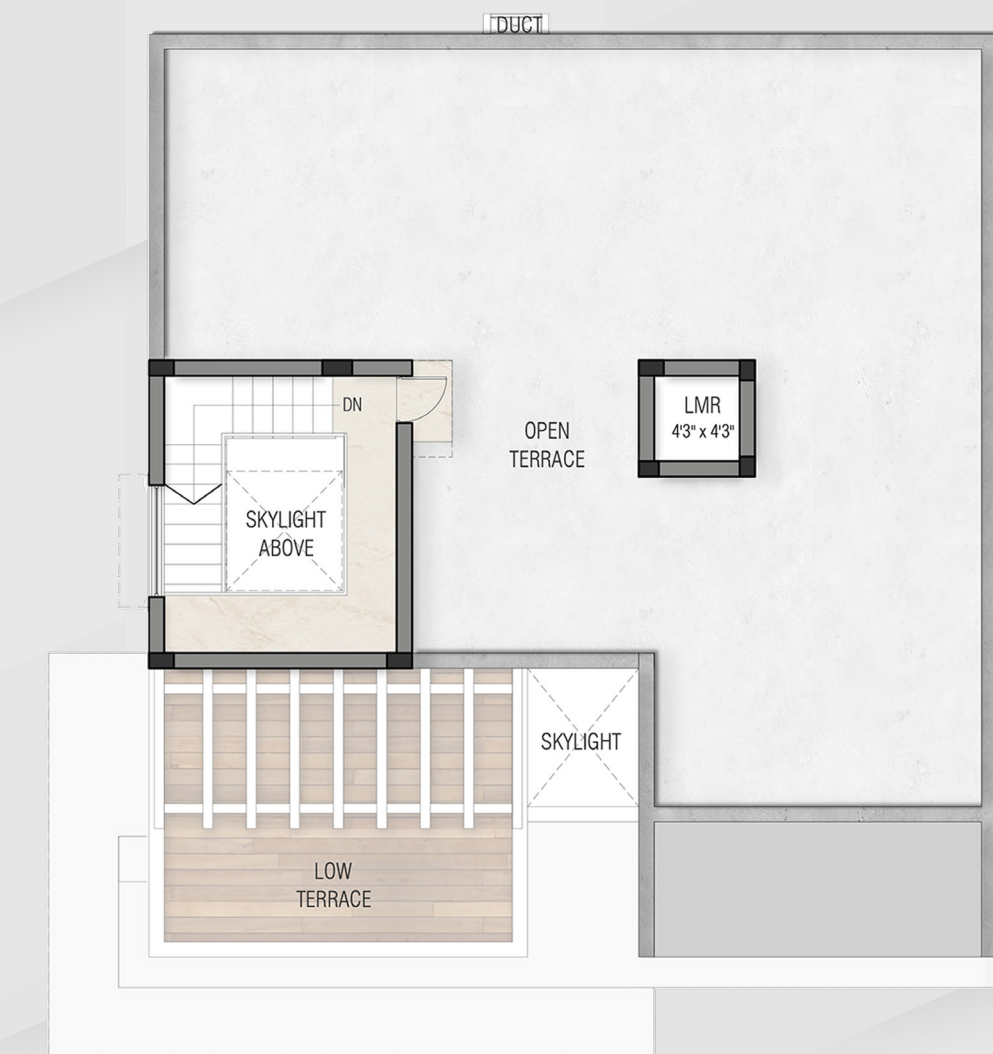 DUCT
DN
LMR
4'3" x 4'3"
OPEN
TERRACE
SKYLIGHT
ABOVE
SKYLIGHT
LOW
TERRACE